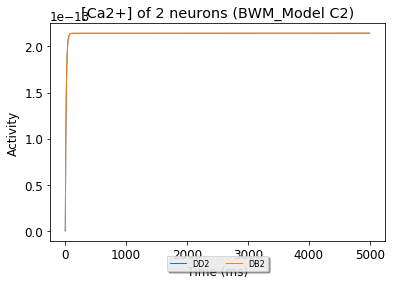 [Ca2+] of 2 neurons (BWM_Model C2)
1e−13
2.0
1.5
1.0
0.5
0.0
Activity
0 1000 2000 3000 4000 5000
Time (ms)
DD2 DB2